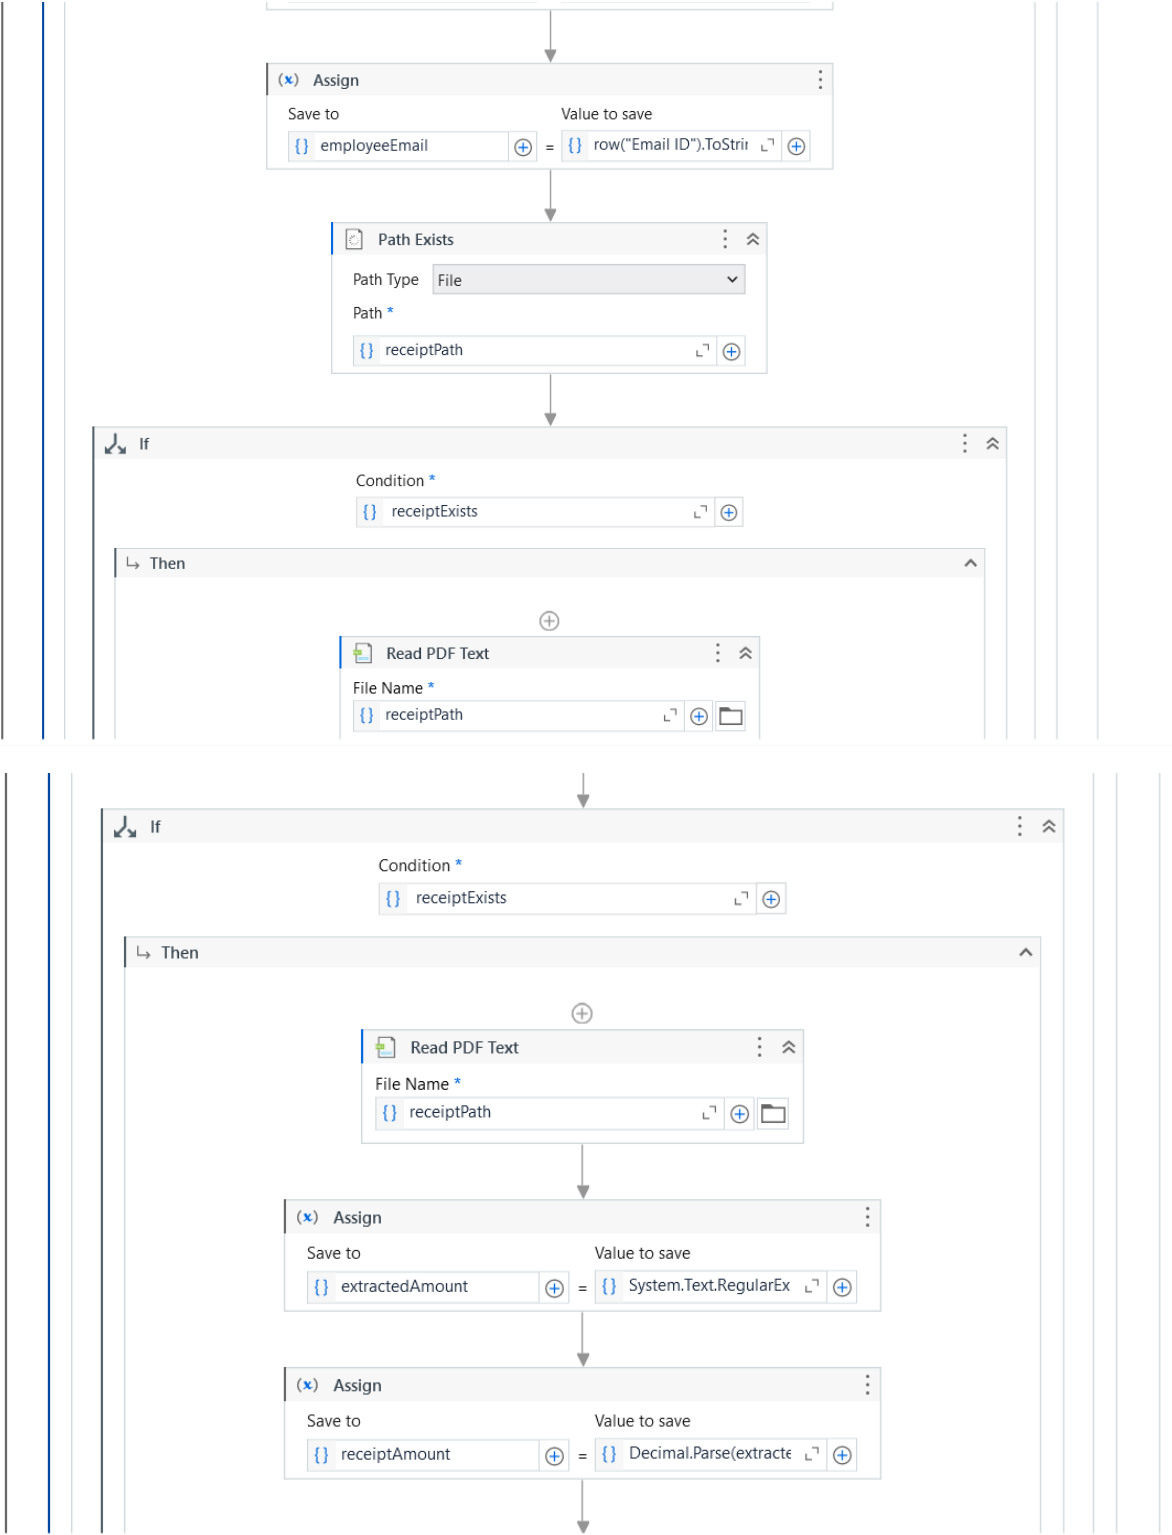 (x) Assign
Save to Value to save
{} employeeEmail = {} row("Email ID").ToStrir
Path Exists
Path Type File
Path *
{} receiptPath
If
Condition *
{} receiptExists
Then
Read PDF Text
File Name *
{} receiptPath
If
Condition *
{} receiptExists
Then
Read PDF Text
File Name *
{} receiptPath
(x) Assign
Save to Value to save
{} extractedAmount = {} System.Text.RegularEx
(x) Assign
Save to Value to save
{} receiptAmount = {} Decimal.Parse(extracte